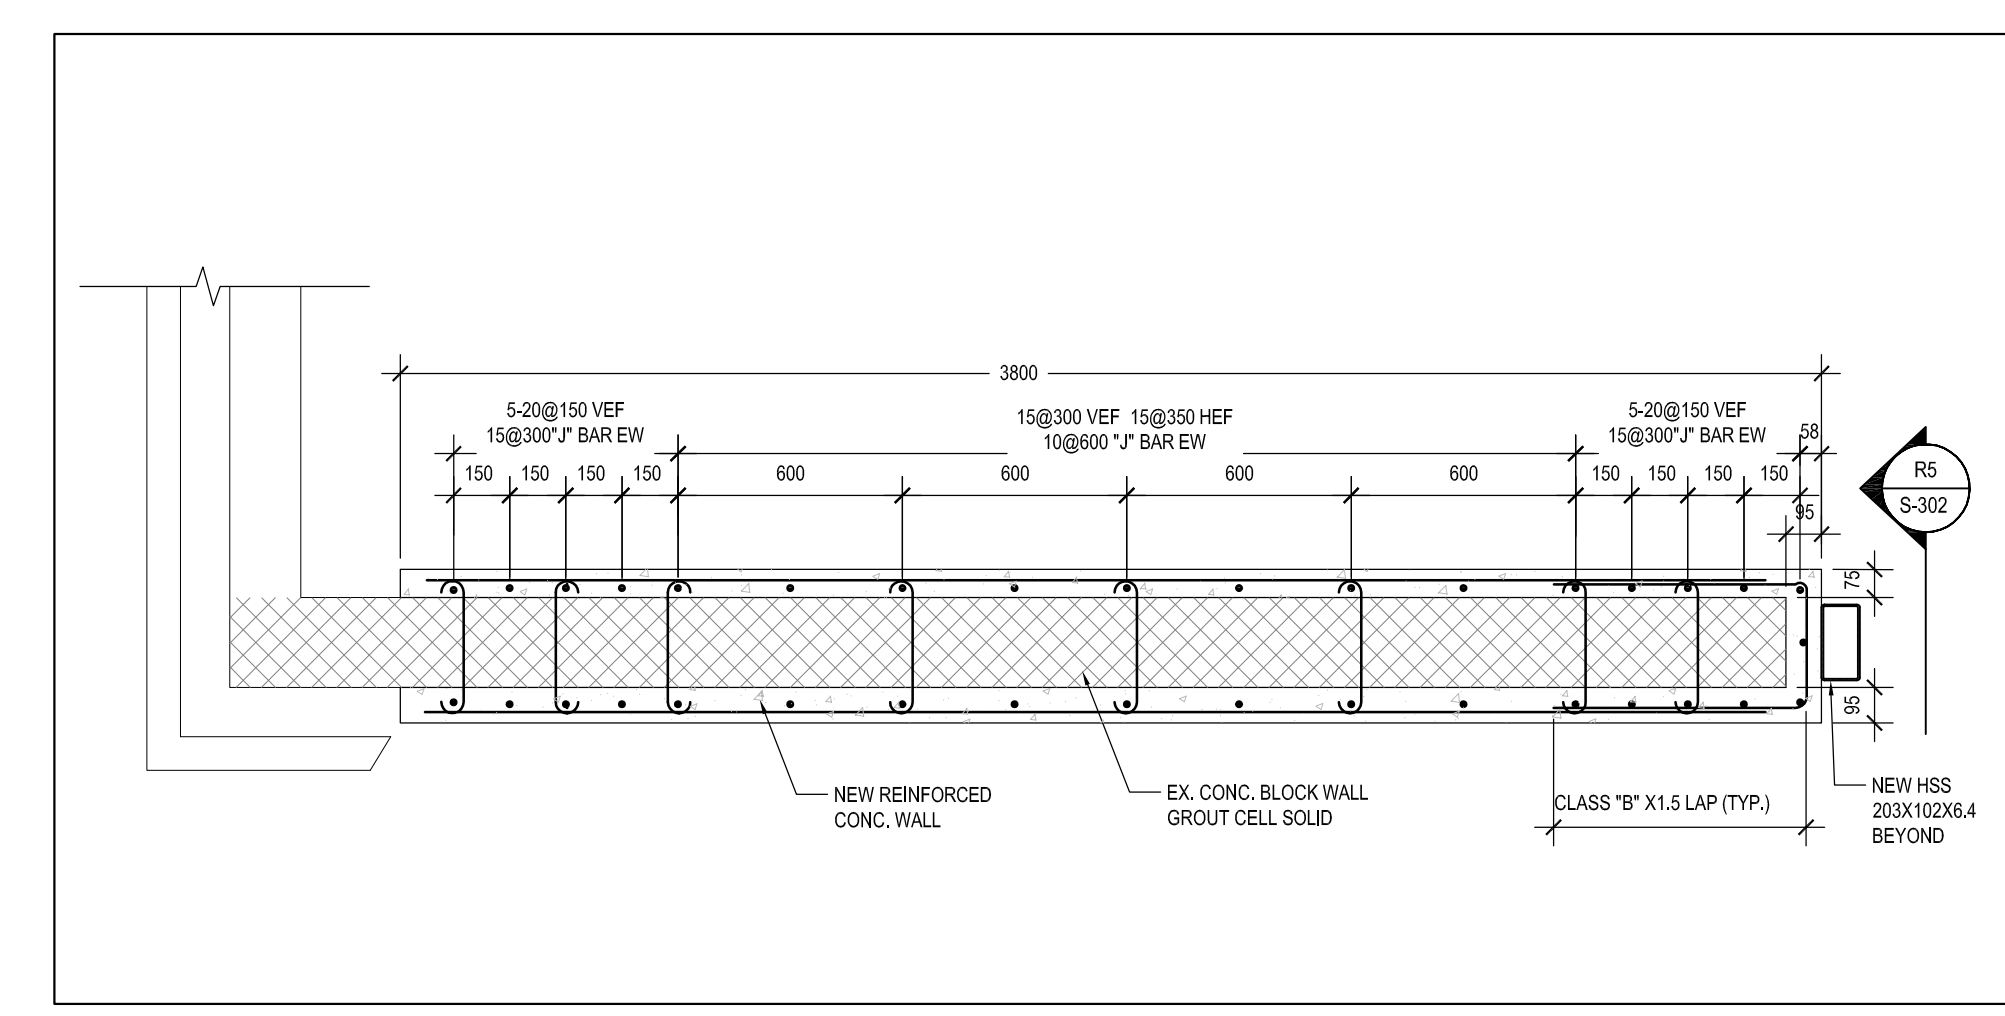 3800
5-20@150 VEF
15@300"J" BAR EW
15@300 VEF 15@350 HEF
10@600 "J" BAR EW
5-20@150 VEF
15@300"J" BAR EW
58
150 150 150 150 600 600 600 600 150 150 150 150
R5
S-302
95
75
95
NEW REINFORCED
CONC. WALL
EX. CONC. BLOCK WALL
GROUT CELL SOLID
CLASS "B" X1.5 LAP (TYP.)
NEW HSS
203X102X6.4
BEYOND